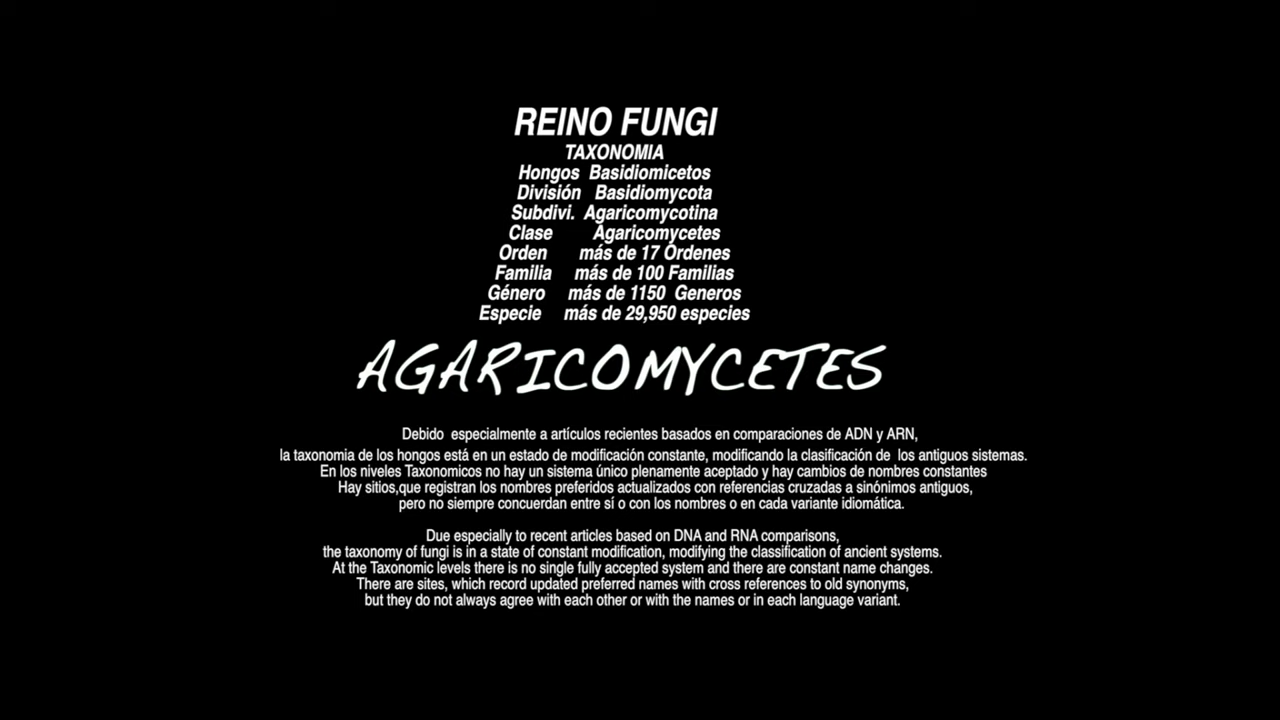 REINO FUNGI
TAXONOMIA
Hongos Basidiomicetos
División Basidiomycota
Subdivi. Agaricomycotina
Clase Agaricomycetes
Orden más de 17 Ordenes
Familia más de 100 Familias
Género más de 1150 Generos
Especie más de 29,950 especies
AGARICOMYCETES
Debido especialmente a artículos recientes basados en comparaciones de ADN y ARN,
la taxonomia de los hongos está en un estado de modificación constante, modificando la clasificación de los antiguos sistemas.
En los niveles Taxonomicos no hay un sistema único plenamente aceptado y hay cambios de nombres constantes
Hay sitios,que registran los nombres preferidos actualizados con referencias cruzadas a sinónimos antiguos,
pero no siempre concuerdan entre sí o con los nombres o en cada variante idiomática.
Due especially to recent articles based on DNA and RNA comparisons,
the taxonomy of fungi is in a state of constant modification, modifying the classification of ancient systems.
At the Taxonomic levels there is no single fully accepted system and there are constant name changes.
There are sites, which record updated preferred names with cross references to old synonyms,
but they do not always agree with each other or with the names or in each language variant.